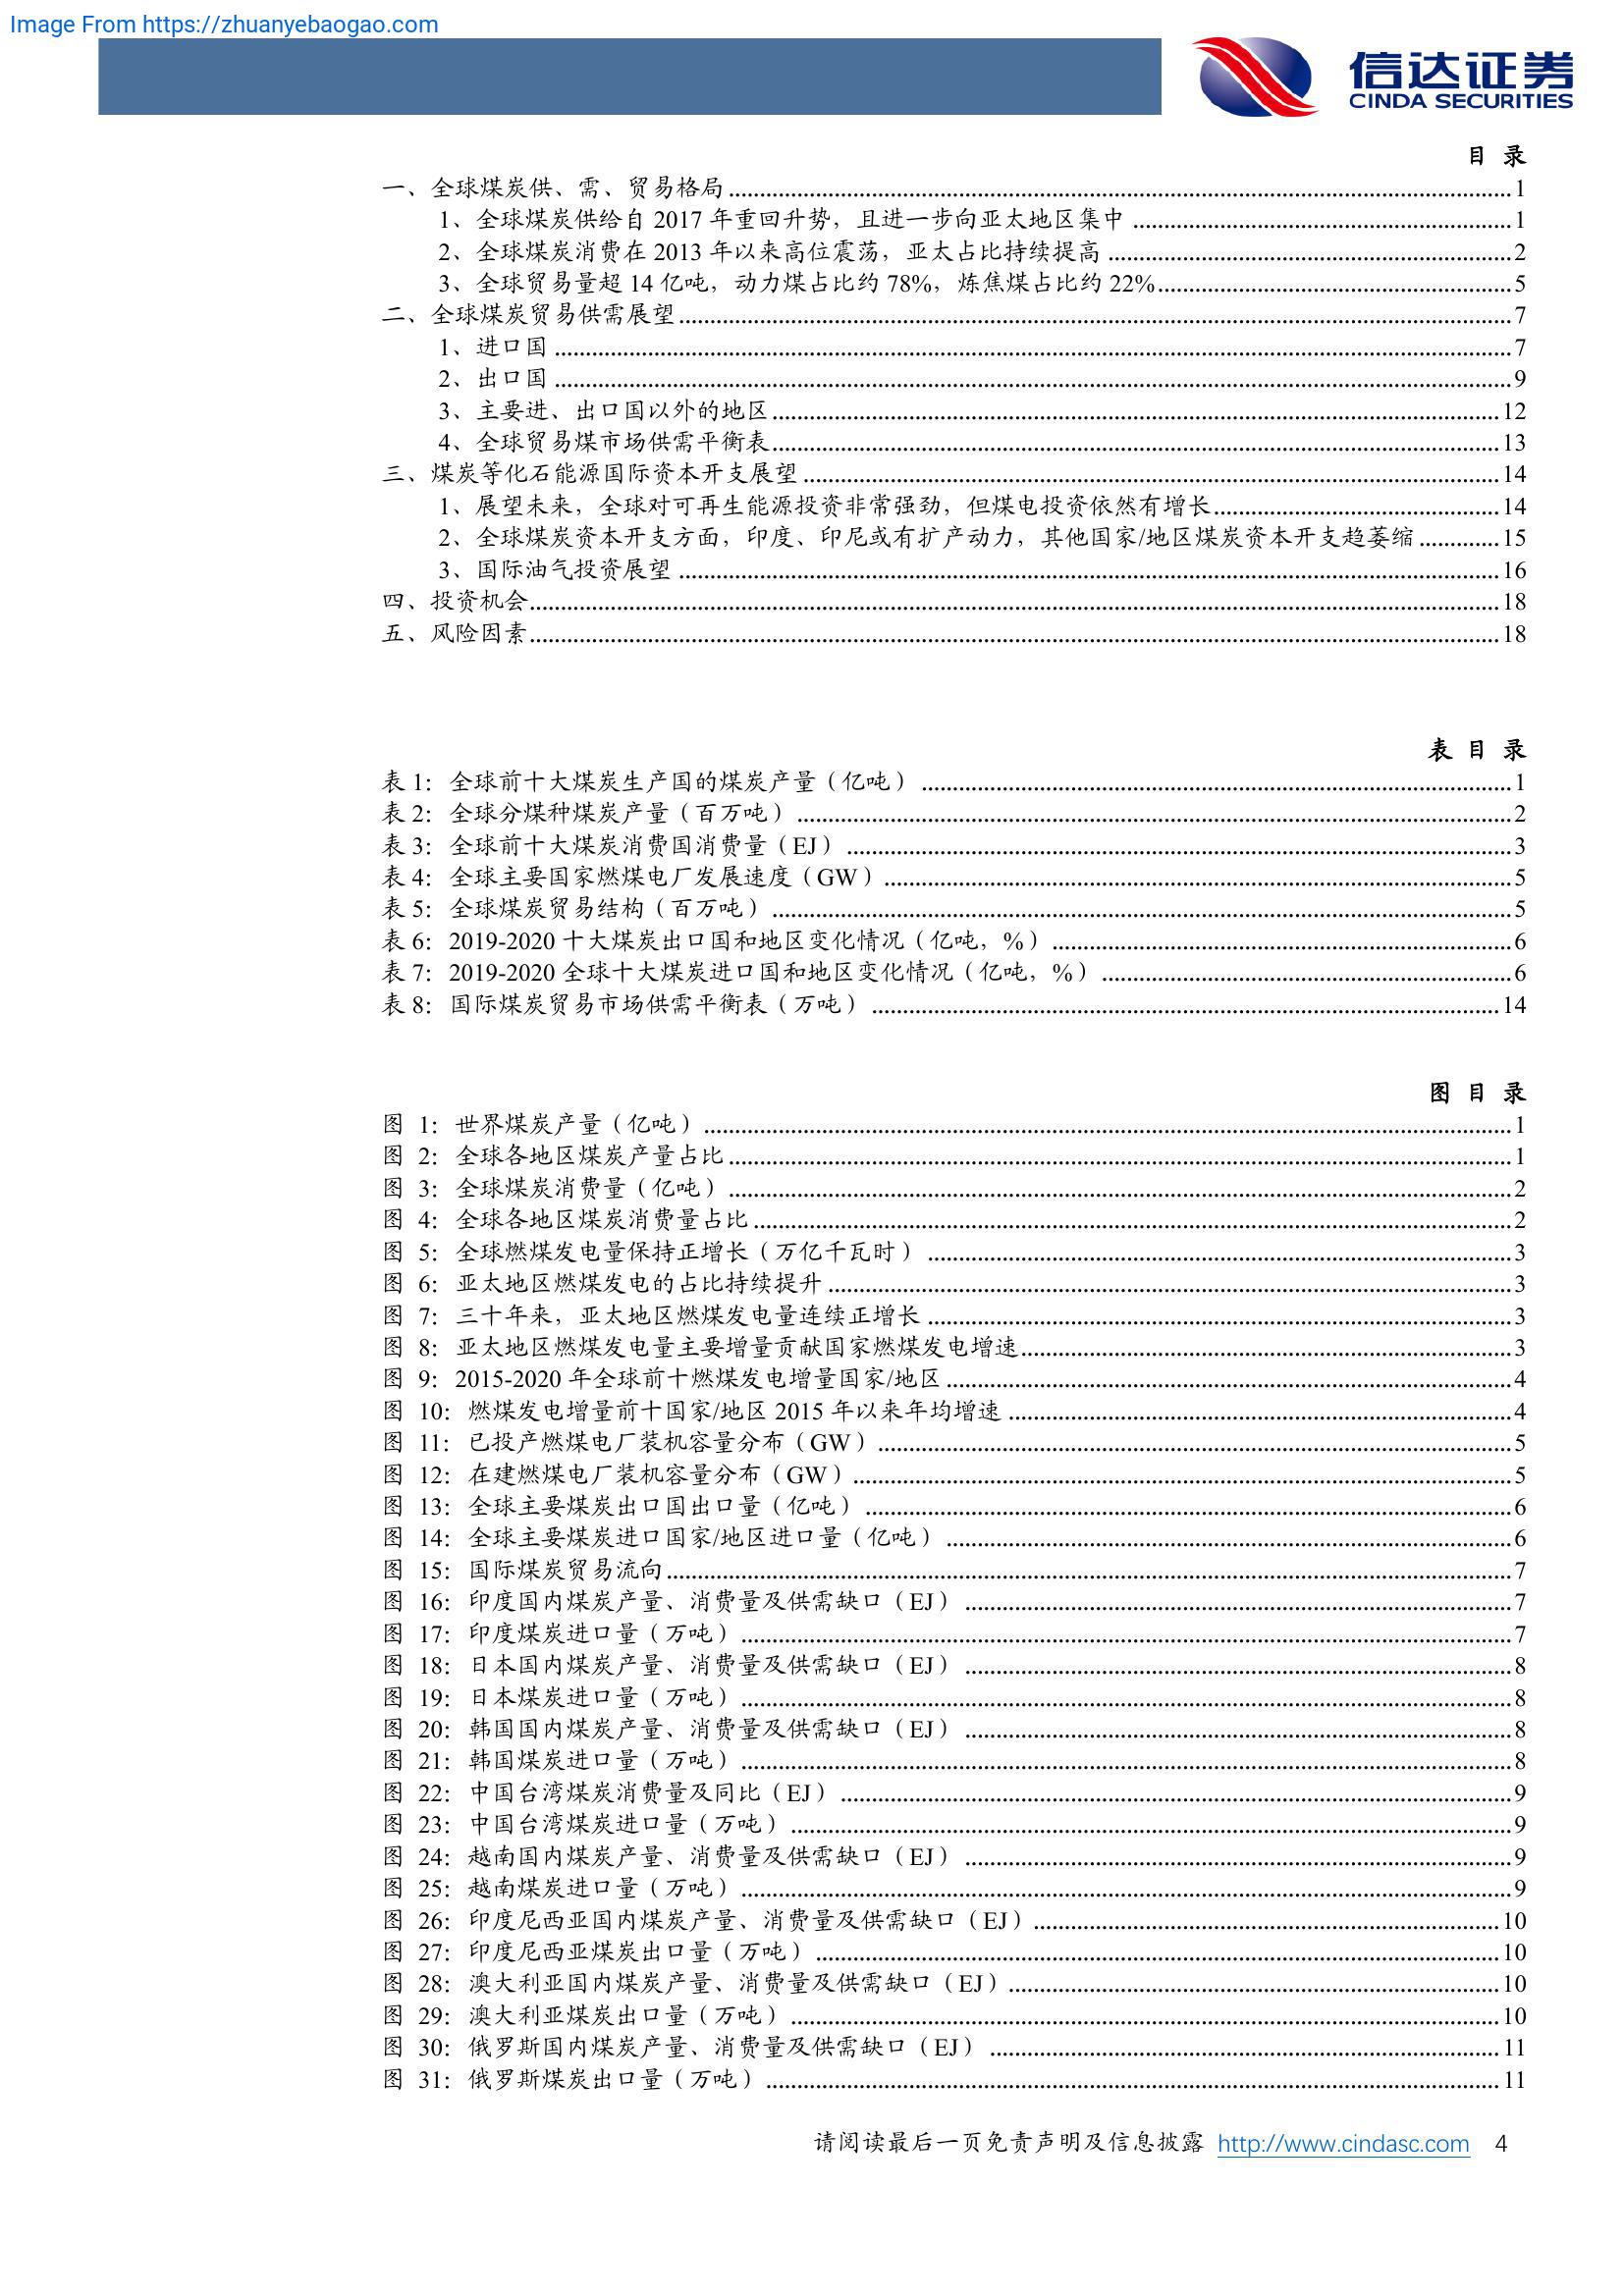 Image From https://zhuanyebaogao.com
信达证券
CINDA SECURITIES
目 录
一、全球煤炭供、需、贸易格局 1
1、全球煤炭供给自 2017 年重回升势，且进一步向亚太地区集中 1
2、全球煤炭消费在 2013 年以来高位震荡，亚太占比持续提高 2
3、全球贸易量超 14 亿吨，动力煤占比约 78%，炼焦煤占比约 22% 5
二、全球煤炭贸易供需展望 7
1、进口国 7
2、出口国 9
3、主要进、出口国以外的地区 12
4、全球贸易煤市场供需平衡表 13
三、煤炭等化石能源国际资本开支展望 14
1、展望未来，全球对可再生能源投资非常强劲，但煤电投资依然有增长 14
2、全球煤炭资本开支方面，印度、印尼或有扩产动力，其他国家/地区煤炭资本开支趋萎缩 15
3、国际油气投资展望 16
四、投资机会 18
五、风险因素 18
表 目 录
表 1：全球前十大煤炭生产国的煤炭产量（亿吨） 1
表 2：全球分煤种煤炭产量（百万吨） 2
表 3：全球前十大煤炭消费国消费量（EJ） 3
表 4：全球主要国家燃煤电厂发展速度（GW） 5
表 5：全球煤炭贸易结构（百万吨） 5
表 6：2019-2020 十大煤炭出口国和地区变化情况（亿吨，%） 6
表 7：2019-2020 全球十大煤炭进口国和地区变化情况（亿吨，%） 6
表 8：国际煤炭贸易市场供需平衡表（万吨） 14
图 目 录
图 1：世界煤炭产量（亿吨） 1
图 2：全球各地区煤炭产量占比 1
图 3：全球煤炭消费量（亿吨） 2
图 4：全球各地区煤炭消费量占比 2
图 5：全球燃煤发电量保持正增长（万亿千瓦时） 3
图 6：亚太地区燃煤发电的占比持续提升 3
图 7：三十年来，亚太地区燃煤发电量连续正增长 3
图 8：亚太地区燃煤发电量主要增量贡献国家燃煤发电增速 3
图 9：2015-2020 年全球前十燃煤发电增量国家/地区 4
图 10：燃煤发电增量前十国家/地区 2015 年以来年均增速 4
图 11：已投产燃煤电厂装机容量分布（GW） 5
图 12：在建燃煤电厂装机容量分布（GW） 5
图 13：全球主要煤炭出口国出口量（亿吨） 6
图 14：全球主要煤炭进口国家/地区进口量（亿吨） 6
图 15：国际煤炭贸易流向 7
图 16：印度国内煤炭产量、消费量及供需缺口（EJ） 7
图 17：印度煤炭进口量（万吨） 7
图 18：日本国内煤炭产量、消费量及供需缺口（EJ） 8
图 19：日本煤炭进口量（万吨） 8
图 20：韩国国内煤炭产量、消费量及供需缺口（EJ） 8
图 21：韩国煤炭进口量（万吨） 8
图 22：中国台湾煤炭消费量及同比（EJ） 9
图 23：中国台湾煤炭进口量（万吨） 9
图 24：越南国内煤炭产量、消费量及供需缺口（EJ） 9
图 25：越南煤炭进口量（万吨） 9
图 26：印度尼西亚国内煤炭产量、消费量及供需缺口（EJ） 10
图 27：印度尼西亚煤炭出口量（万吨） 10
图 28：澳大利亚国内煤炭产量、消费量及供需缺口（EJ） 10
图 29：澳大利亚煤炭出口量（万吨） 10
图 30：俄罗斯国内煤炭产量、消费量及供需缺口（EJ） 11
图 31：俄罗斯煤炭出口量（万吨） 11
请阅读最后一页免责声明及信息披露 http://www.cindasc.com 4